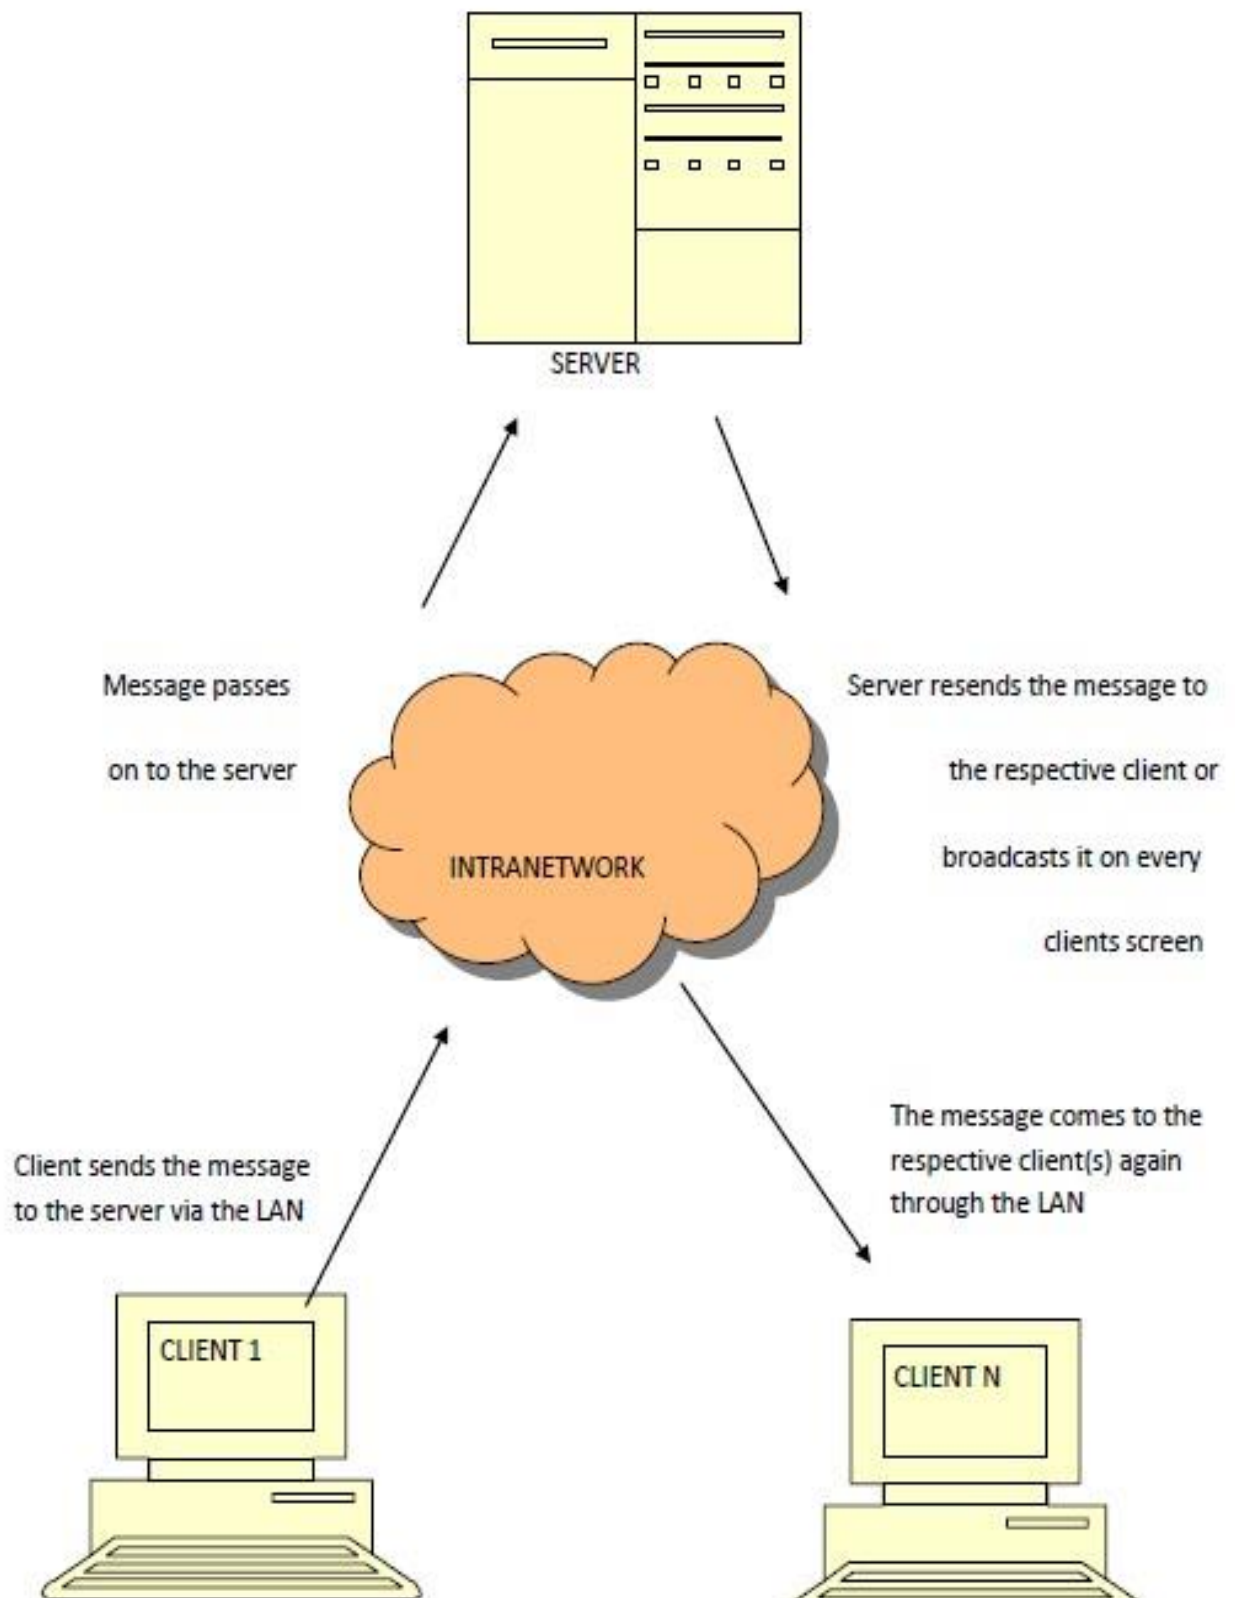 SERVER
Message passes
on to the server
Server resends the message to
the respective client or
broadcasts it on every
clients screen
INTRANETWORK
Client sends the message
to the server via the LAN
The message comes to the
respective client(s) again
through the LAN
CLIENT 1
CLIENT N